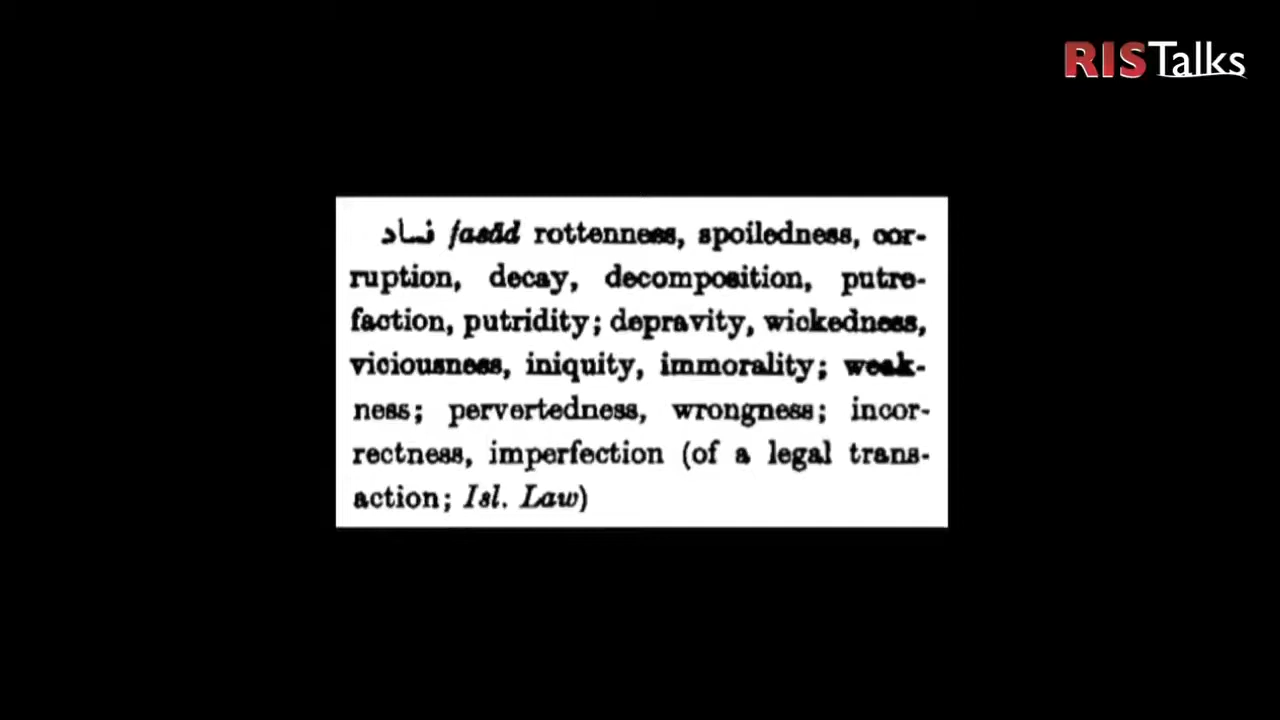 RISTalks
فساد fasād rottenness, spoiledness, cor-
ruption, decay, decomposition, putre-
faction, putridity; depravity, wickedness,
viciousness, iniquity, immorality; weak-
ness; pervertedness, wrongness; incor-
rectness, imperfection (of a legal trans-
action; Isl. Law)